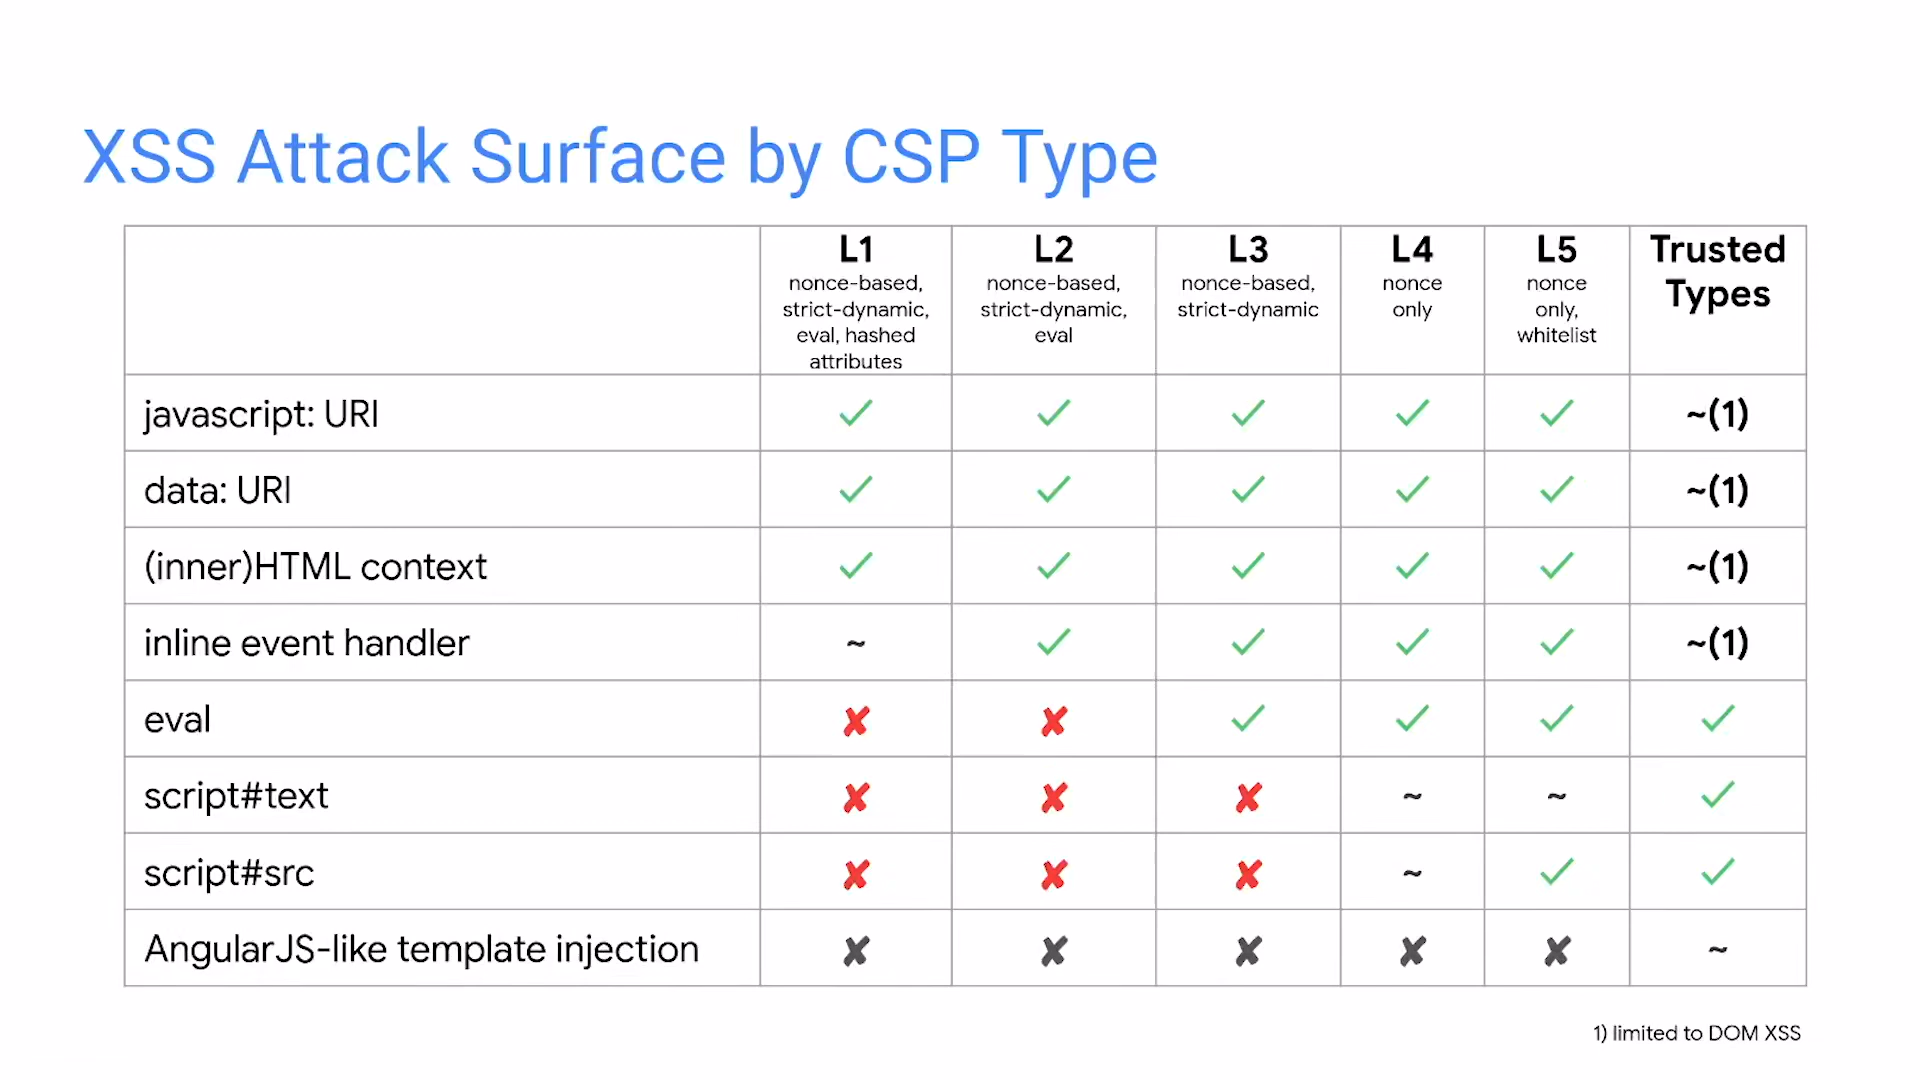 XSS Attack Surface by CSP Type
L1
nonce-based,
strict-dynamic,
eval, hashed
attributes
L2
nonce-based,
strict-dynamic,
eval
L3
nonce-based,
strict-dynamic
L4
nonce
only
L5
nonce
only,
whitelist
Trusted
Types
javascript: URI ✓ ✓ ✓ ✓ ✓ ~(1)
data: URI ✓ ✓ ✓ ✓ ✓ ~(1)
(inner)HTML context ✓ ✓ ✓ ✓ ✓ ~(1)
inline event handler ~ ✓ ✓ ✓ ✓ ~(1)
eval ✘ ✘ ✓ ✓ ✓ ✓
script#text ✘ ✘ ✘ ~ ~ ✓
script#src ✘ ✘ ✘ ~ ✓ ✓
AngularJS-like template injection ✘ ✘ ✘ ✘ ✘ ~
1) limited to DOM XSS